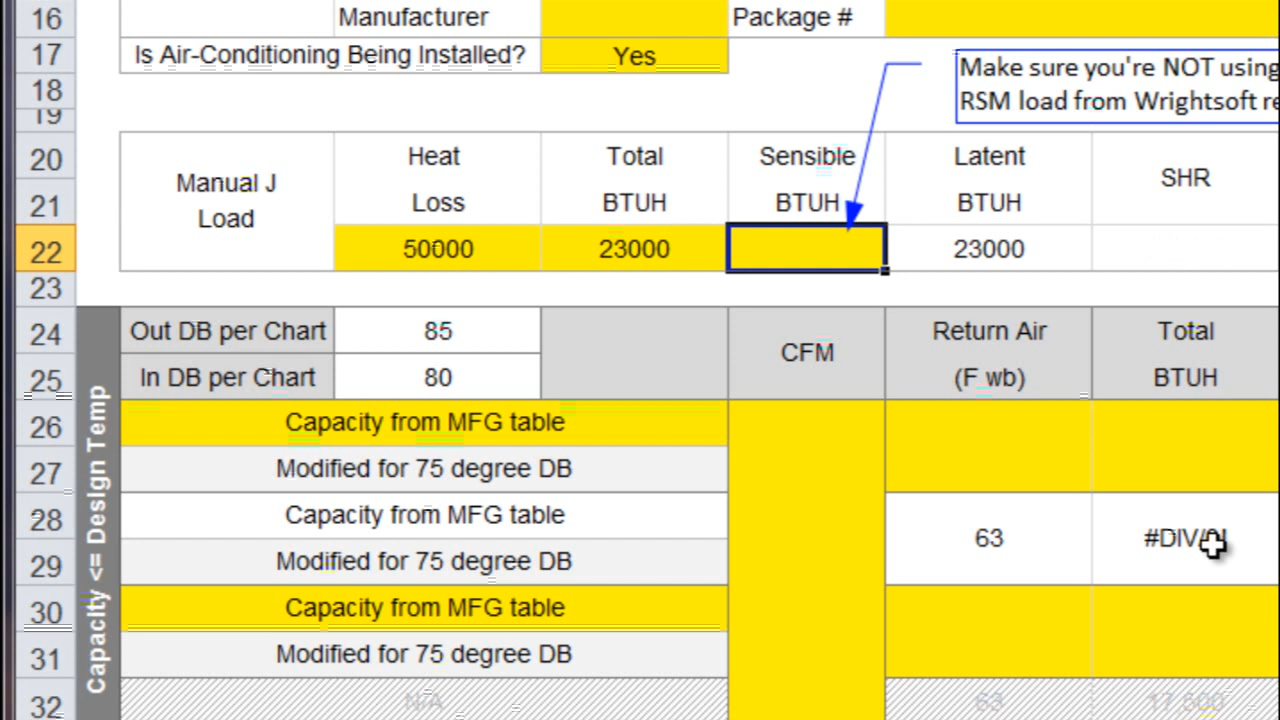 16 Manufacturer Package #
17 Is Air-Conditioning Being Installed? Yes
Make sure you're NOT using
18
RSM load from Wrightsoft
19
20 Heat Total Sensible Latent
Manual J SHR
Load
21 Loss BTUH BTUH BTUH
22 50000 23000 23000
23
24 Out DB per Chart 85 Return Air Total
CFM
25 In DB per Chart 80 (F wb) BTUH
Capacity <= Design Temp
26 Capacity from MFG table
27 Modified for 75 degree DB
28 Capacity from MFG table
63
29 Modified for 75 degree DB
30 Capacity from MFG table
31 Modified for 75 degree DB
32 N/A 63 17,500